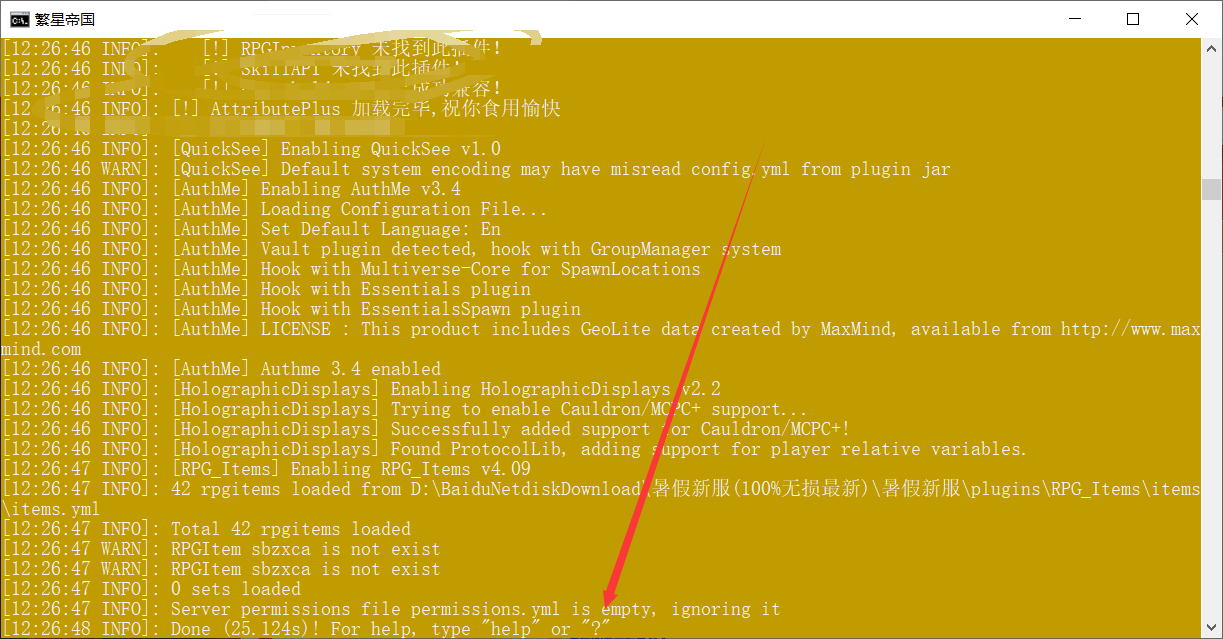 繁星帝国
[12:26:46 INFO]: [!] RPGInventory 未找到此插件!
[12:26:46 INFO]: [!] SkillAPI 未找到此插件!
[12:26:46 INFO]: [!] 成功兼容!
[12:26:46 INFO]: [!] AttributePlus 加载完毕,祝你食用愉快
[12:26:46 INFO]:
[12:26:46 INFO]: [QuickSee] Enabling QuickSee v1.0
[12:26:46 WARN]: [QuickSee] Default system encoding may have misread config.yml from plugin jar
[12:26:46 INFO]: [AuthMe] Enabling AuthMe v3.4
[12:26:46 INFO]: [AuthMe] Loading Configuration File...
[12:26:46 INFO]: [AuthMe] Set Default Language: En
[12:26:46 INFO]: [AuthMe] Vault plugin detected, hook with GroupManager system
[12:26:46 INFO]: [AuthMe] Hook with Multiverse-Core for SpawnLocations
[12:26:46 INFO]: [AuthMe] Hook with Essentials plugin
[12:26:46 INFO]: [AuthMe] Hook with EssentialsSpawn plugin
[12:26:46 INFO]: [AuthMe] LICENSE : This product includes GeoLite data created by MaxMind, available from http://www.max
mind.com
[12:26:46 INFO]: [AuthMe] Authme 3.4 enabled
[12:26:46 INFO]: [HolographicDisplays] Enabling HolographicDisplays v2.2
[12:26:46 INFO]: [HolographicDisplays] Trying to enable Cauldron/MCPC+ support...
[12:26:46 INFO]: [HolographicDisplays] Successfully added support for Cauldron/MCPC+!
[12:26:46 INFO]: [HolographicDisplays] Found ProtocolLib, adding support for player relative variables.
[12:26:47 INFO]: [RPG_Items] Enabling RPG_Items v4.09
[12:26:47 INFO]: 42 rpgitems loaded from D:\BaiduNetdiskDownload\暑假新服(100%无损最新)\暑假新服\plugins\RPG_Items\items
\items.yml
[12:26:47 INFO]: Total 42 rpgitems loaded
[12:26:47 WARN]: RPGItem sbzxca is not exist
[12:26:47 WARN]: RPGItem sbzxca is not exist
[12:26:47 INFO]: 0 sets loaded
[12:26:47 INFO]: Server permissions file permissions.yml is empty, ignoring it
[12:26:48 INFO]: Done (25.124s)! For help, type "help" or "?"